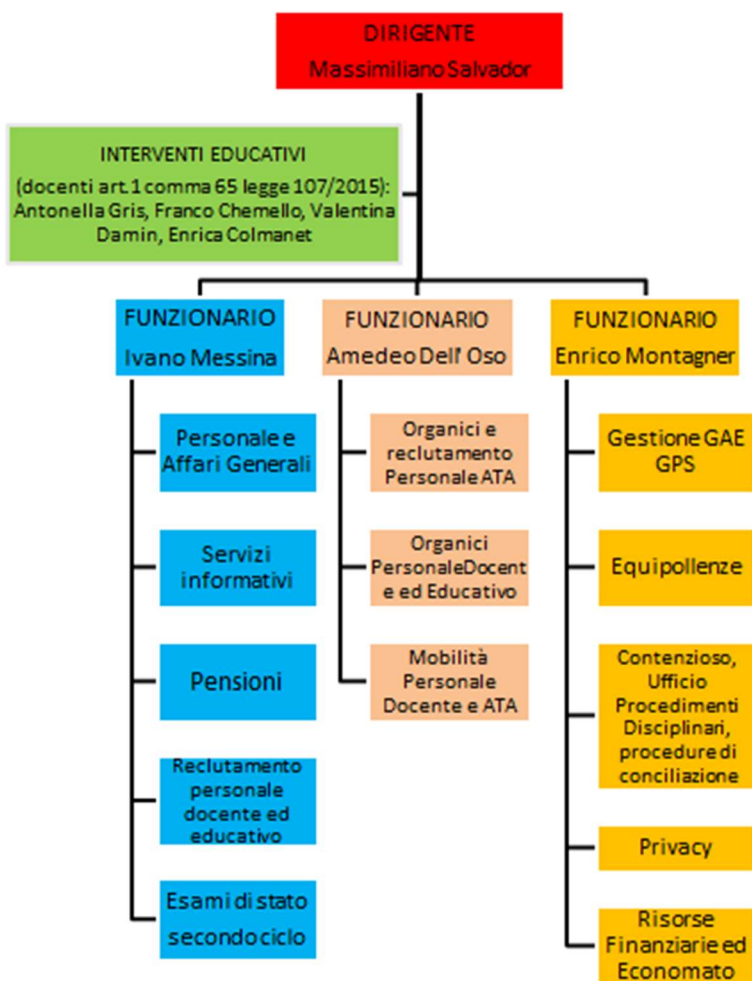 DIRIGENTE
Massimiliano Salvador
INTERVENTI EDUCATIVI
(docenti art.1 comma 65 legge 107/2015):
Antonella Gris, Franco Chemello, Valentina
Damin, Enrica Colmanet
FUNZIONARIO
Ivano Messina
Personale e
Affari Generali
Servizi
informativi
Pensioni
Reclutamento
personale
docente ed
educativo
Esami di stato
secondo ciclo
FUNZIONARIO
Amedeo Dell' Oso
Organici e
reclutamento
Personale ATA
Organici
PersonaleDocent
e ed Educativo
Mobilità
Personale
Docente e ATA
FUNZIONARIO
Enrico Montagner
Gestione GAE
GPS
Equipollenze
Contenzioso,
Ufficio
Procedimenti
Disciplinari,
procedure di
conciliazione
Privacy
Risorse
Finanziarie ed
Economato